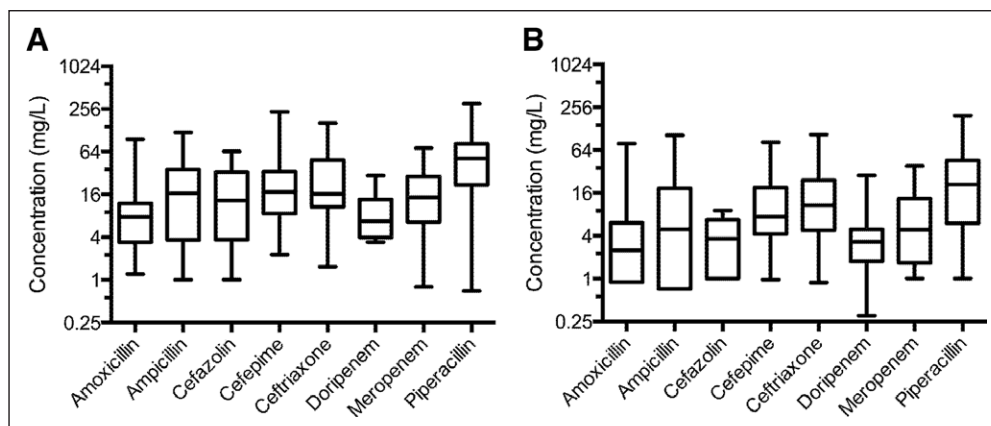 A
Concentration (mg/L)
1024
256
64
16
4
1
0.25
Amoxicillin
Ampicillin
Cefazolin
Cefepime
Ceftriaxone
Doripenem
Meropenem
Piperacillin
B
Concentration (mg/L)
1024
256
64
16
4
1
0.25
Amoxicillin
Ampicillin
Cefazolin
Cefepime
Ceftriaxone
Doripenem
Meropenem
Piperacillin